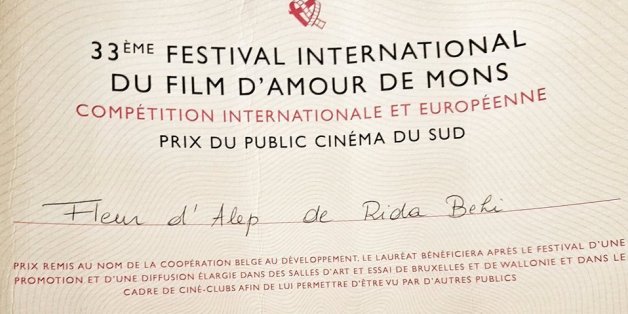 33ÈME FESTIVAL INTERNATIONAL
DU FILM D'AMOUR DE MONS
COMPÉTITION INTERNATIONALE ET EUROPÉENNE
PRIX DU PUBLIC CINÉMA DU SUD
Fleur d'Alep de Rida Behi
PRIX REMIS AU NOM DE LA COOPÉRATION BELGE AU DÉVELOPPEMENT. LE LAURÉAT BÉNÉFICIERA APRÈS LE FESTIVAL D'UNE
PROMOTION ET D'UNE DIFFUSION ÉLARGIE DANS DES SALLES D'ART ET ESSAI DE BRUXELLES ET DE WALLONIE ET DANS LE
CADRE DE CINÉ-CLUBS AFIN DE LUI PERMETTRE D'ÊTRE VU PAR D'AUTRES PUBLICS